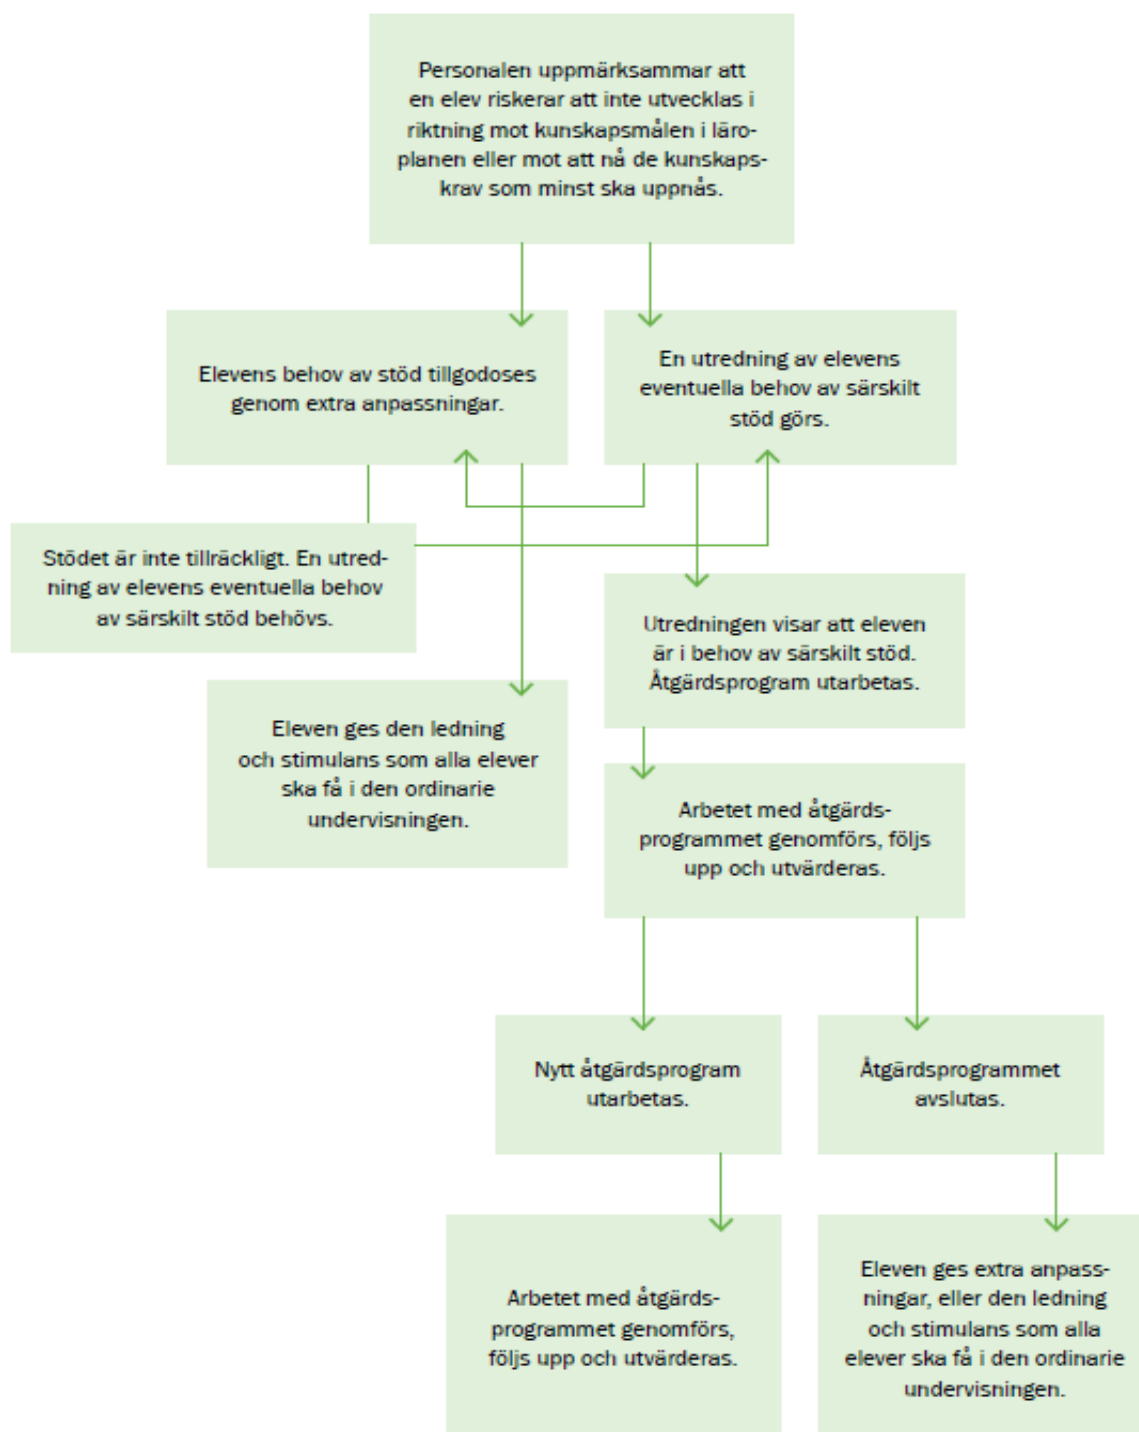 Personalen uppmärksammar att
en elev riskerar att inte utvecklas i
riktning mot kunskapsmålen i läro-
planen eller mot att nå de kunskaps-
krav som minst ska uppnås.
Elevens behov av stöd tillgodoses
genom extra anpassningar.
En utredning av elevens
eventuella behov av särskilt
stöd görs.
Stödet är inte tillräckligt. En utred-
ning av elevens eventuella behov
av särskilt stöd behövs.
Utredningen visar att eleven
är i behov av särskilt stöd.
Åtgärdsprogram utarbetas.
Eleven ges den ledning
och stimulans som alla elever
ska få i den ordinarie
undervisningen.
Arbetet med åtgärds-
programmet genomförs, följs
upp och utvärderas.
Nytt åtgärdsprogram
utarbetas.
Åtgärdsprogrammet
avslutas.
Arbetet med åtgärds-
programmet genomförs,
följs upp och utvärderas.
Eleven ges extra anpass-
ningar, eller den ledning
och stimulans som alla
elever ska få i den ordinarie
undervisningen.